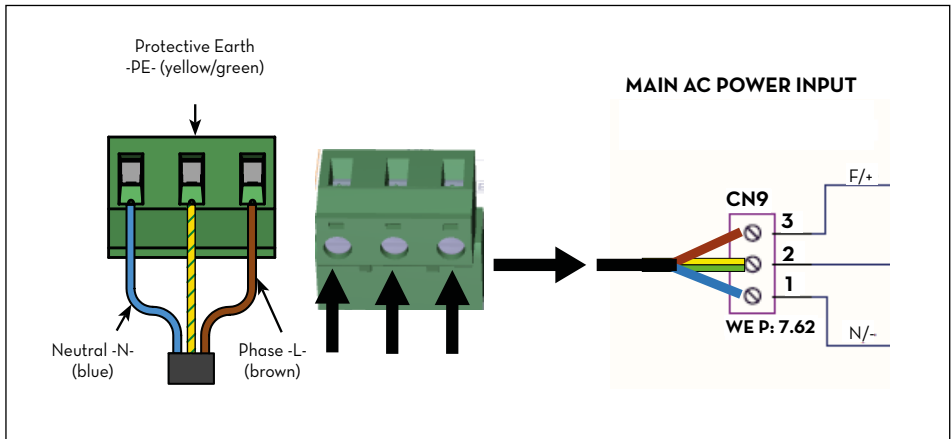 Protective Earth
-PE- (yellow/green)
Neutral -N-
(blue)
Phase -L-
(brown)
MAIN AC POWER INPUT
F/+
CN9
3
2
1
WE P: 7.62
N/-